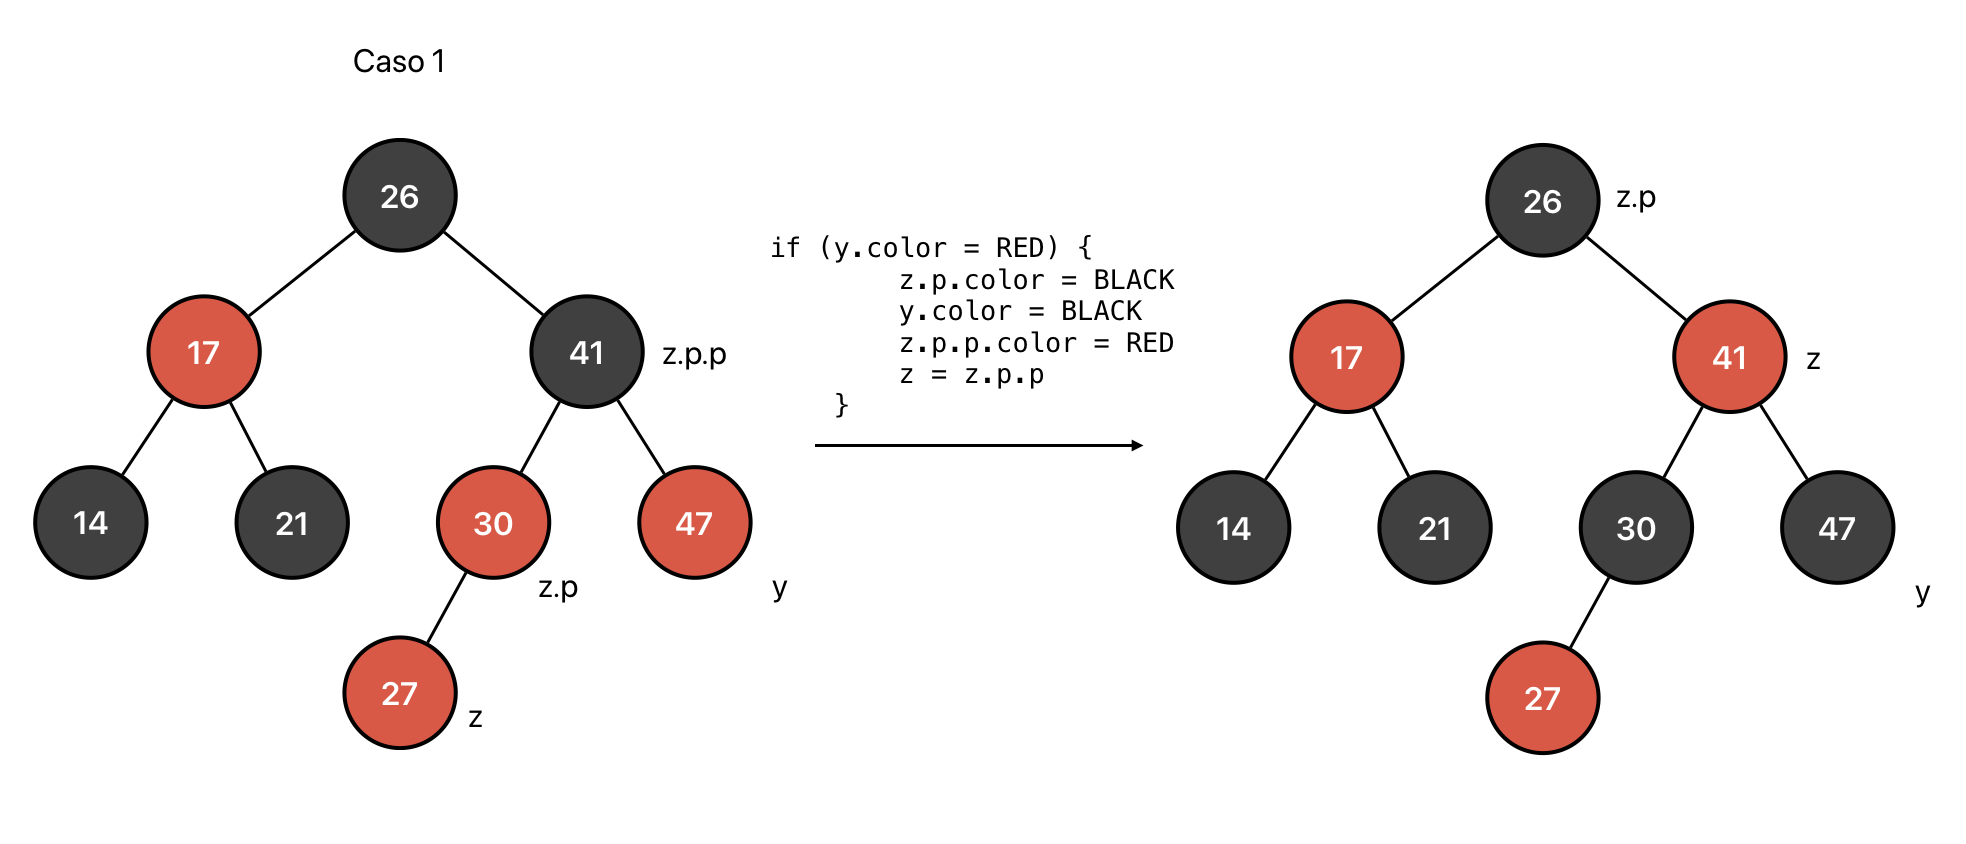 Caso 1
26
17
41
z.p.p
14
21
30
47
z.p
y
27
z
if (y.color = RED) {
z.p.color = BLACK
y.color = BLACK
z.p.p.color = RED
z = z.p.p
}
26
z.p
17
41
z
14
21
30
47
y
27